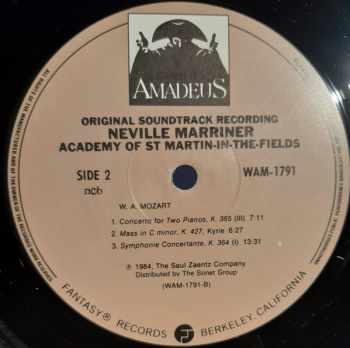 AMADEUS
ORIGINAL SOUNDTRACK RECORDING
NEVILLE MARRINER
ACADEMY OF ST MARTIN-IN-THE-FIELDS
SIDE 2
WAM-1791
ncb
W. A. MOZART
1. Concerto for Two Pianos, K. 365 (III) 7:11
2. Mass in C minor, K. 427, Kyrie 6:27
3. Symphonie Concertante, K. 364 (I) 13:31
℗ 1984, The Saul Zaentz Company
Distributed by The Sonet Group
(WAM-1791-B)
FANTASY® RECORDS BERKELEY, CALIFORNIA